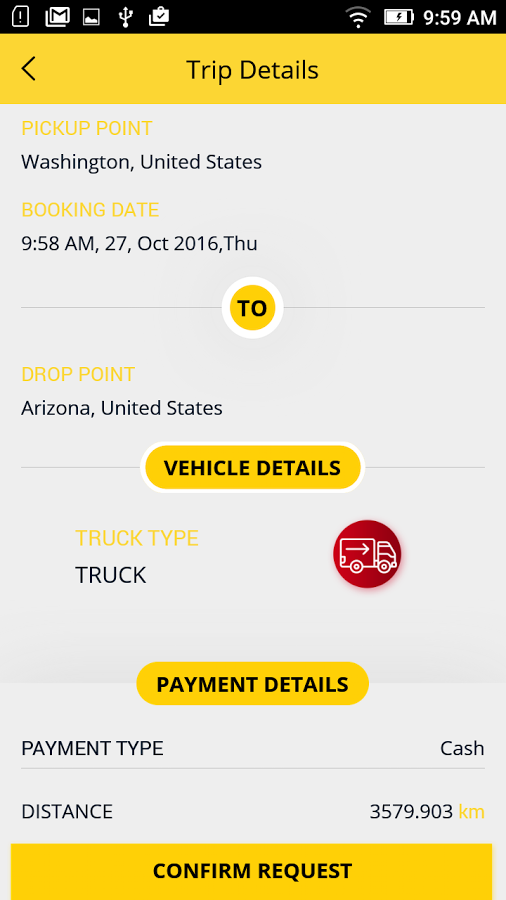 9:59 AM
Trip Details
PICKUP POINT
Washington, United States
BOOKING DATE
9:58 AM, 27, Oct 2016,Thu
TO
DROP POINT
Arizona, United States
VEHICLE DETAILS
TRUCK TYPE
TRUCK
PAYMENT DETAILS
PAYMENT TYPE Cash
DISTANCE 3579.903 km
CONFIRM REQUEST